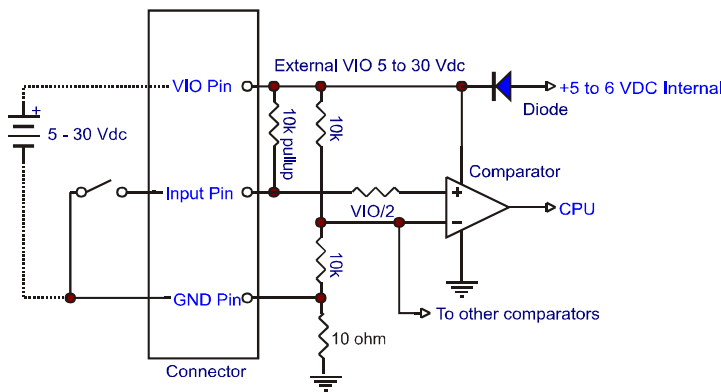 External VIO 5 to 30 Vdc
VIO Pin
+5 to 6 VDC Internal
Diode
+
5 - 30 Vdc
10k pullup
10k
Comparator
Input Pin
+
VIO/2
–
CPU
10k
GND Pin
To other comparators
10 ohm
Connector